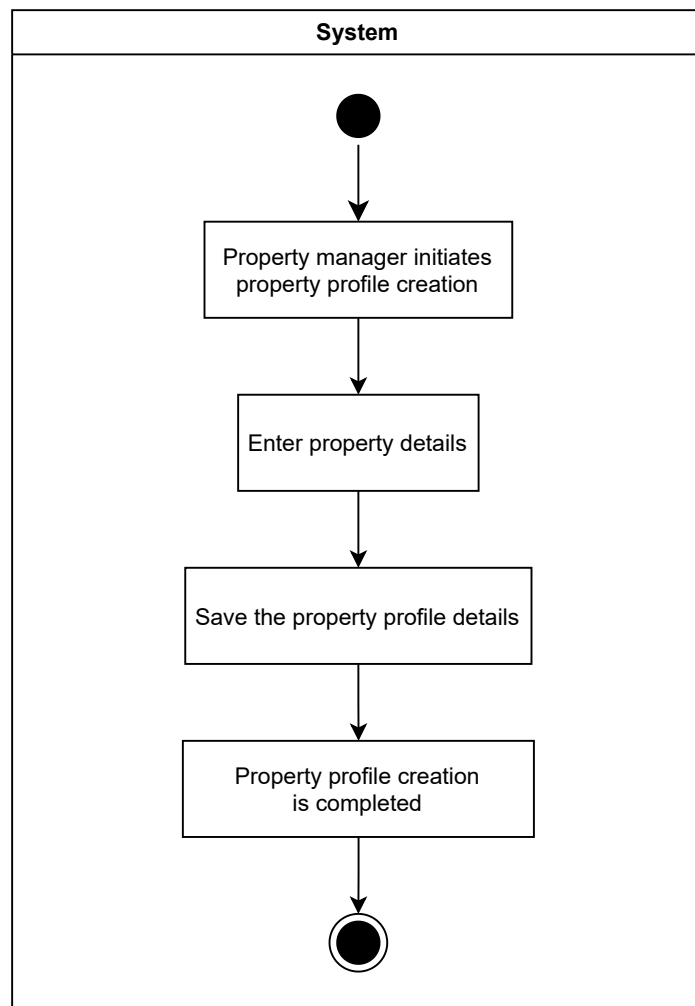 System
Property manager initiates
property profile creation
Enter property details
Save the property profile details
Property profile creation
is completed